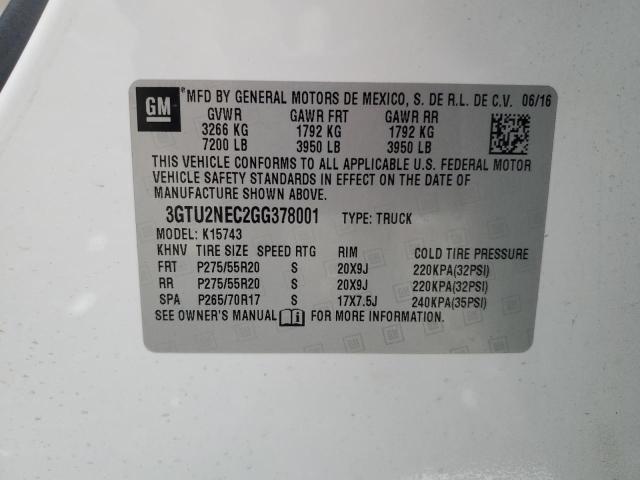 GM ® MFD BY GENERAL MOTORS DE MEXICO, S. DE R.L. DE C.V. 06/16
GVWR GAWR FRT GAWR RR
3266 KG 1792 KG 1792 KG
7200 LB 3950 LB 3950 LB
THIS VEHICLE CONFORMS TO ALL APPLICABLE U.S. FEDERAL MOTOR
VEHICLE SAFETY STANDARDS IN EFFECT ON THE DATE OF
MANUFACTURE SHOWN ABOVE.
3GTU2NEC2GG378001 TYPE: TRUCK
MODEL: K15743
KHNV TIRE SIZE SPEED RTG RIM COLD TIRE PRESSURE
FRT P275/55R20 S 20X9J 220KPA(32PSI)
RR P275/55R20 S 20X9J 220KPA(32PSI)
SPA P265/70R17 S 17X7.5J 240KPA(35PSI)
SEE OWNER'S MANUAL i FOR MORE INFORMATION.